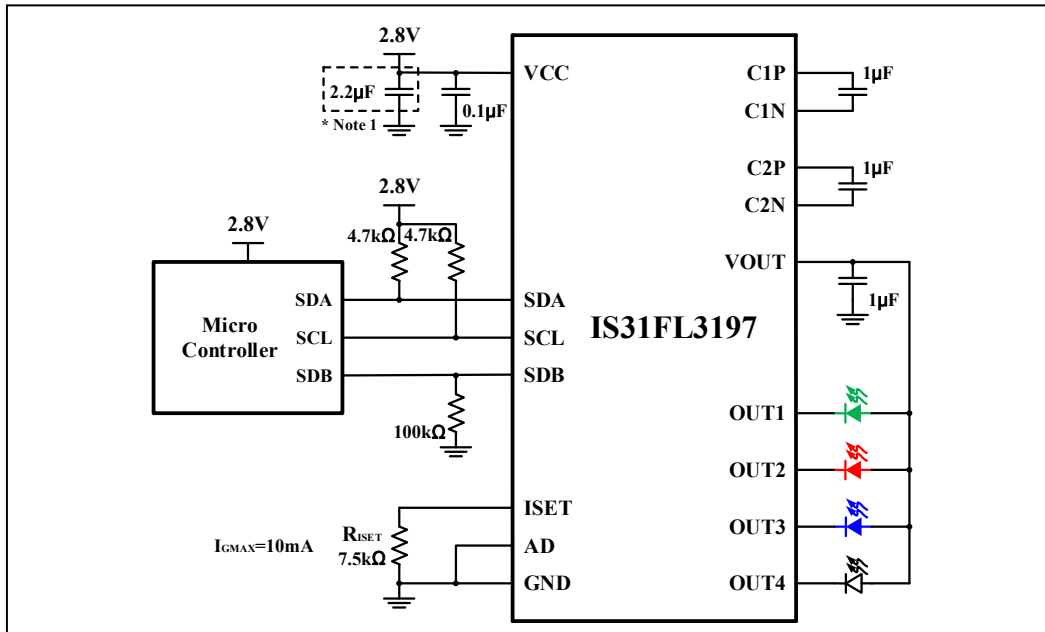 2.8V
2.2µF
* Note 1
0.1µF
VCC
C1P
1µF
C1N
C2P
1µF
C2N
2.8V
4.7kΩ 4.7kΩ
2.8V
VOUT
1µF
Micro
Controller
SDA
SCL
SDB
SDA
SCL
SDB
IS31FL3197
100kΩ
OUT1
OUT2
OUT3
OUT4
ISET
AD
GND
IGMAX=10mA
RISET
7.5kΩ